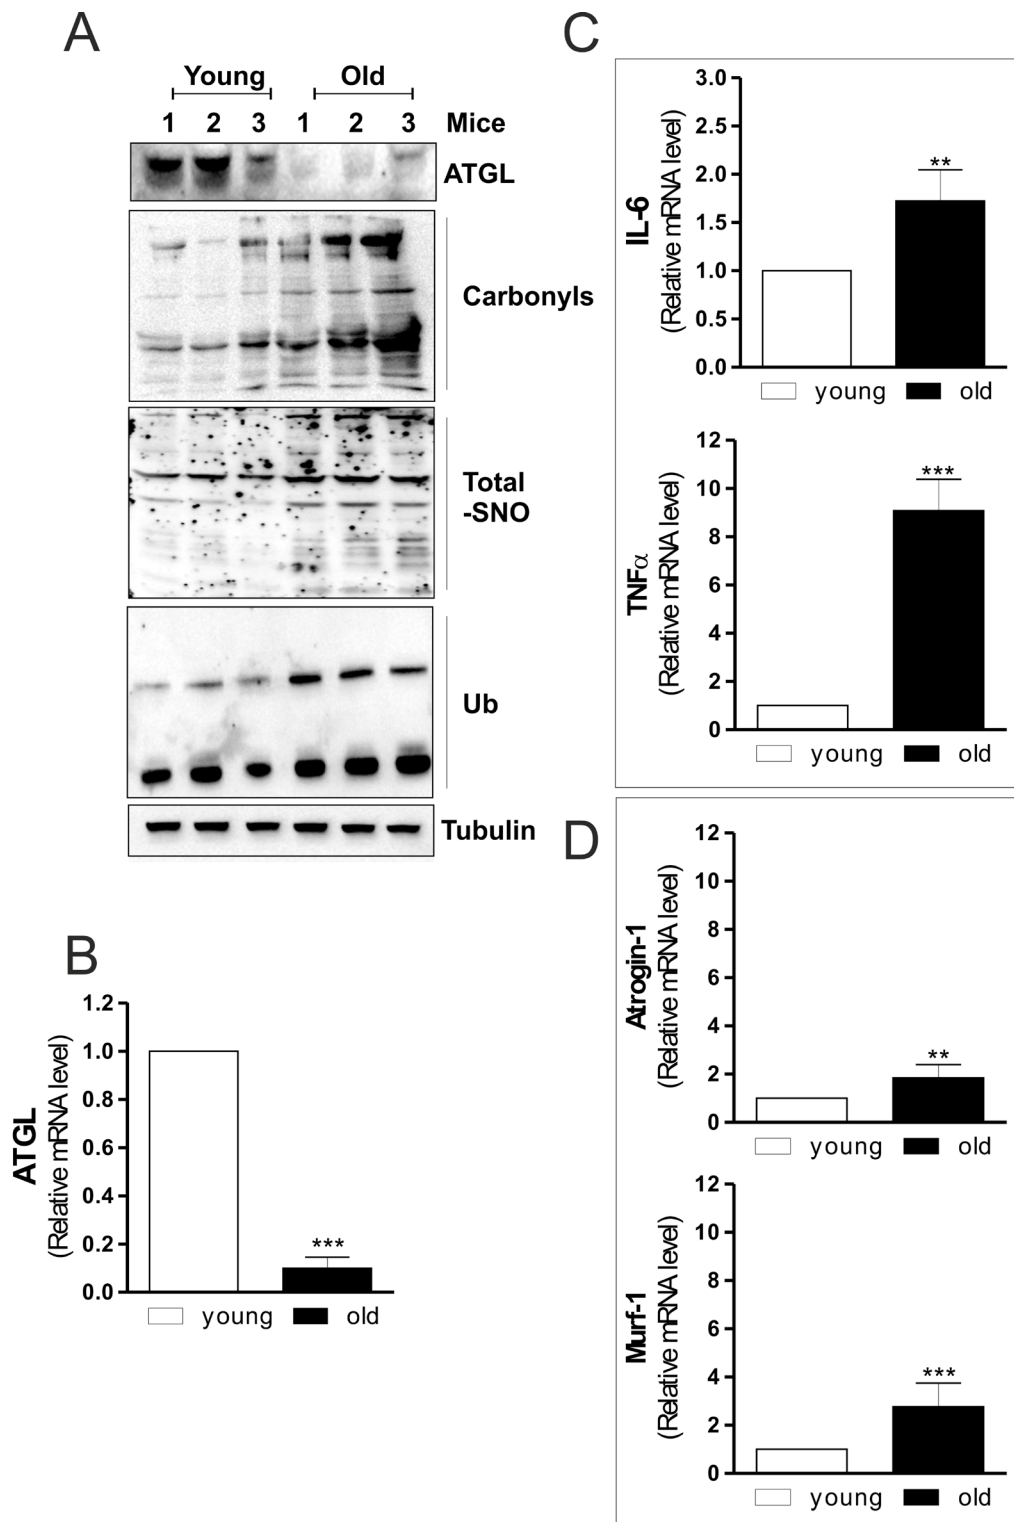 A
Young Old
1 2 3 1 2 3 Mice
ATGL
Carbonyls
Total
-SNO
Ub
Tubulin
B
ATGL
(Relative mRNA level)
1.2
1.0
0.8
0.6
0.4
0.2
0.0
***
young old
C
IL-6
(Relative mRNA level)
3.0
2.5
2.0
1.5
1.0
0.5
0.0
**
young old
TNFα
(Relative mRNA level)
12
10
8
6
4
2
0
***
young old
D
Atrogin-1
(Relative mRNA level)
12
10
8
6
4
2
0
**
young old
Murf-1
(Relative mRNA level)
12
10
8
6
4
2
0
***
young old